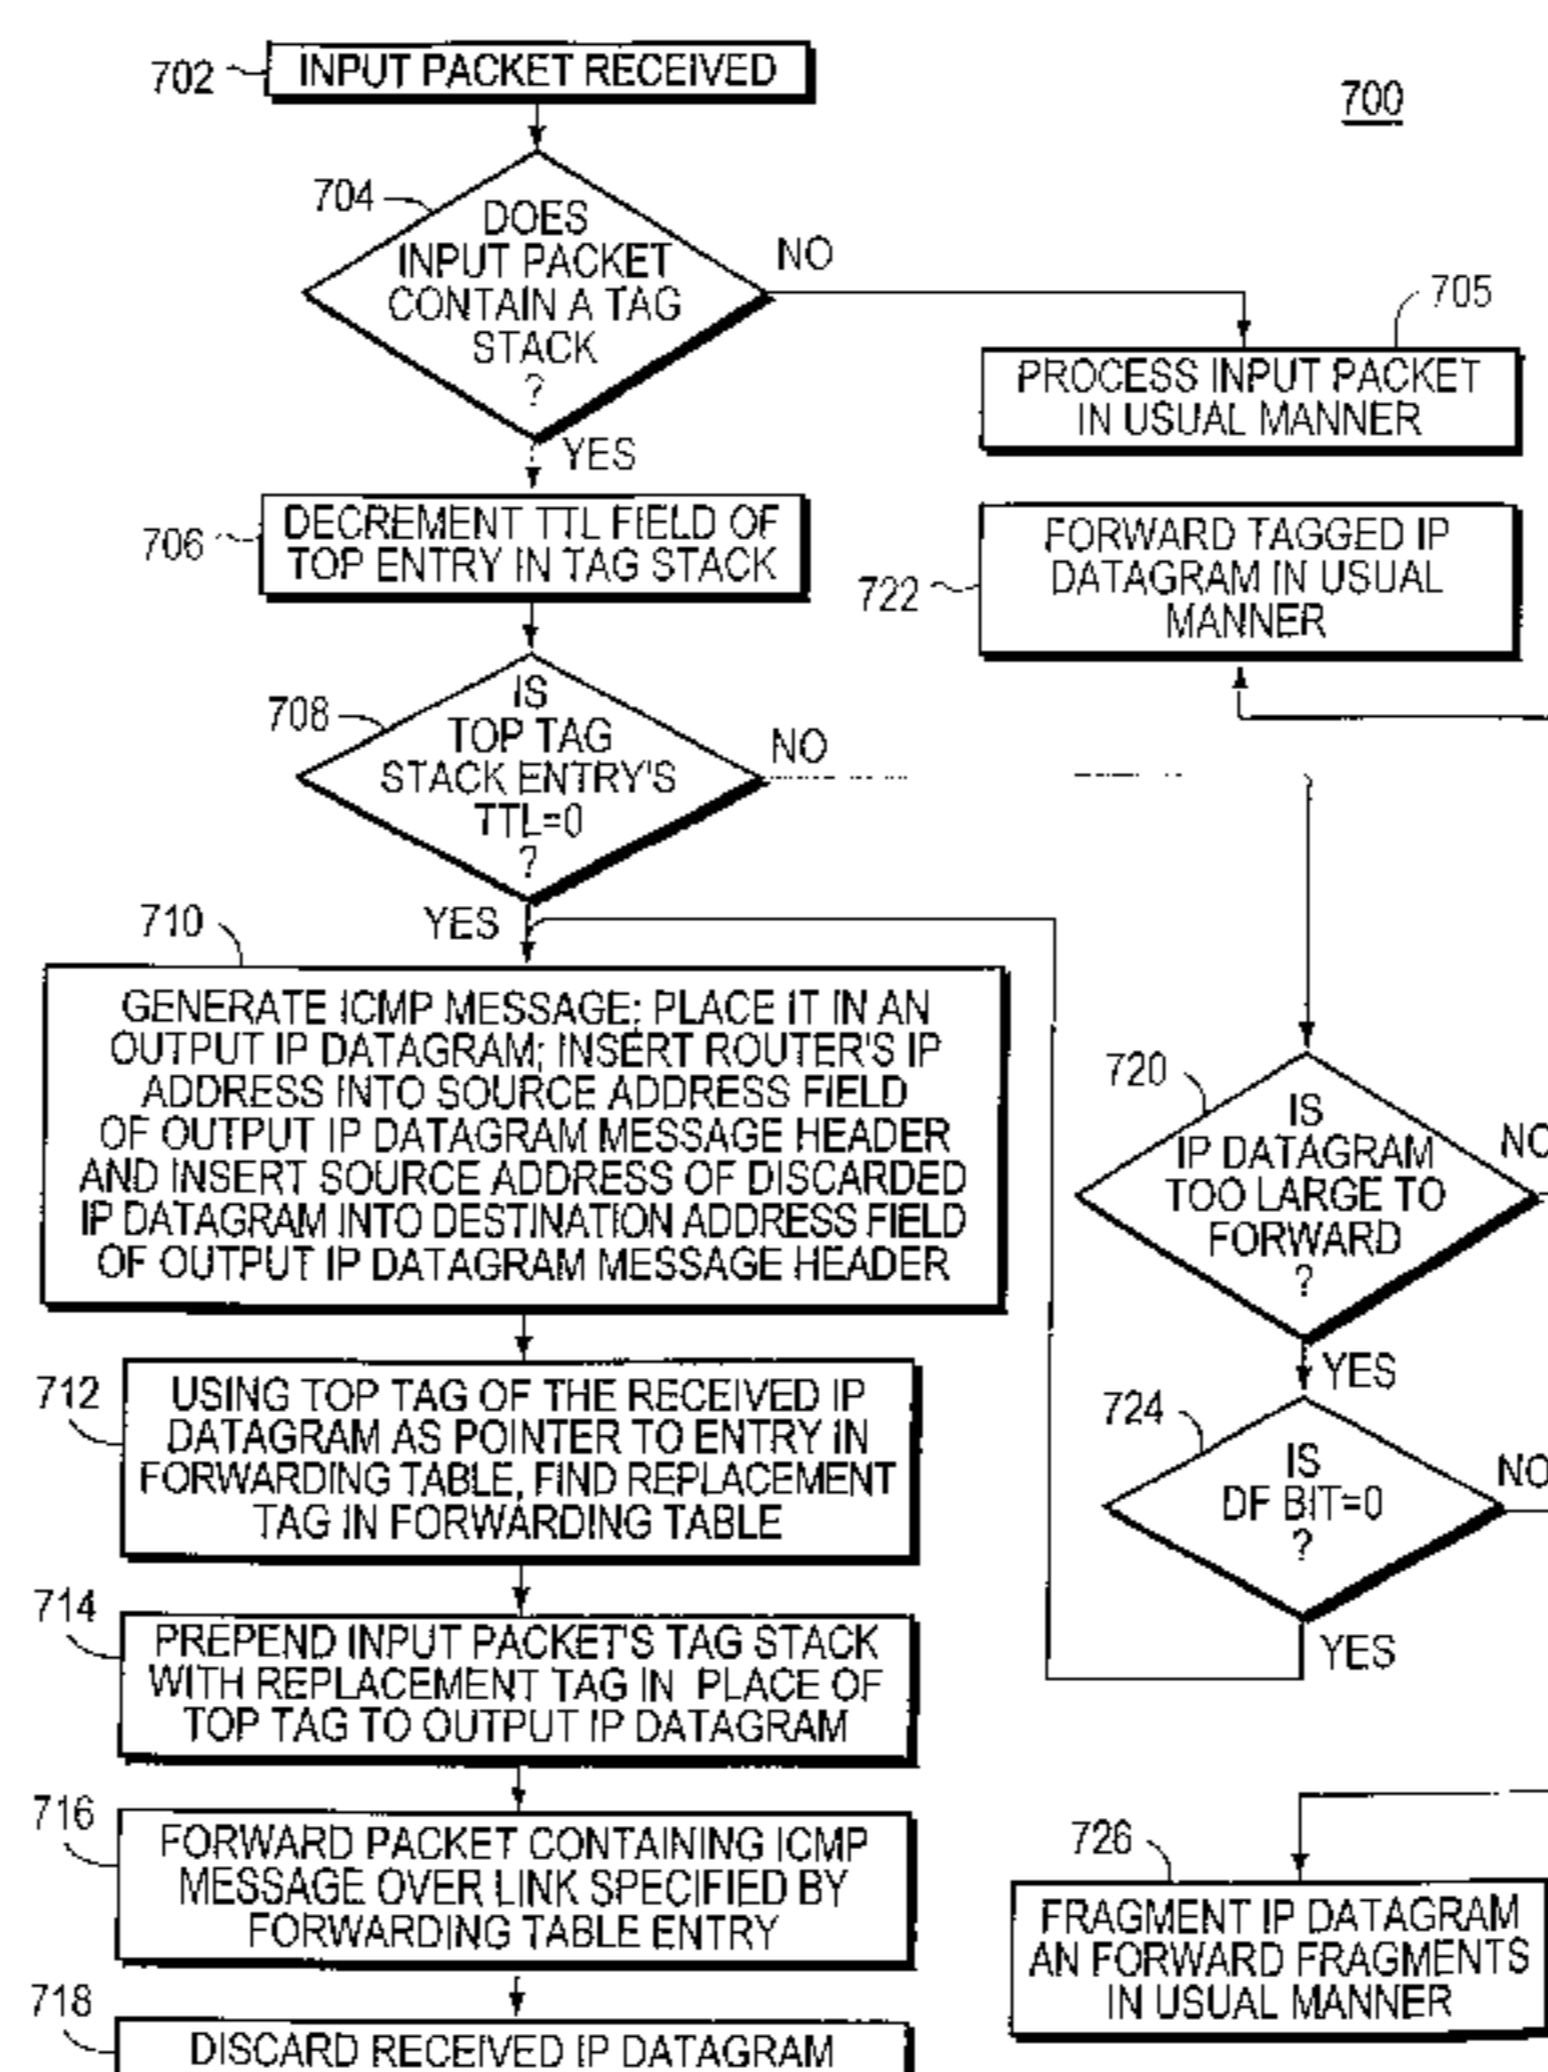 702
INPUT PACKET RECEIVED
700
704
DOES
INPUT PACKET
CONTAIN A TAG
STACK
?
NO
YES
705
PROCESS INPUT PACKET
IN USUAL MANNER
706
DECREMENT TTL FIELD OF
TOP ENTRY IN TAG STACK
722
FORWARD TAGGED IP
DATAGRAM IN USUAL
MANNER
708
IS
TOP TAG
STACK ENTRY'S
TTL=0
?
NO
YES
710
GENERATE ICMP MESSAGE; PLACE IT IN AN
OUTPUT IP DATAGRAM; INSERT ROUTER'S IP
ADDRESS INTO SOURCE ADDRESS FIELD
OF OUTPUT IP DATAGRAM MESSAGE HEADER
AND INSERT SOURCE ADDRESS OF DISCARDED
IP DATAGRAM INTO DESTINATION ADDRESS FIELD
OF OUTPUT IP DATAGRAM MESSAGE HEADER
720
IS
IP DATAGRAM
TOO LARGE TO
FORWARD
?
NO
YES
712
USING TOP TAG OF THE RECEIVED IP
DATAGRAM AS POINTER TO ENTRY IN
FORWARDING TABLE, FIND REPLACEMENT
TAG IN FORWARDING TABLE
724
IS
DF BIT=0
?
NO
YES
714
PREPEND INPUT PACKET'S TAG STACK
WITH REPLACEMENT TAG IN PLACE OF
TOP TAG TO OUTPUT IP DATAGRAM
716
FORWARD PACKET CONTAINING ICMP
MESSAGE OVER LINK SPECIFIED BY
FORWARDING TABLE ENTRY
726
FRAGMENT IP DATAGRAM
AN FORWARD FRAGMENTS
IN USUAL MANNER
718
DISCARD RECEIVED IP DATAGRAM